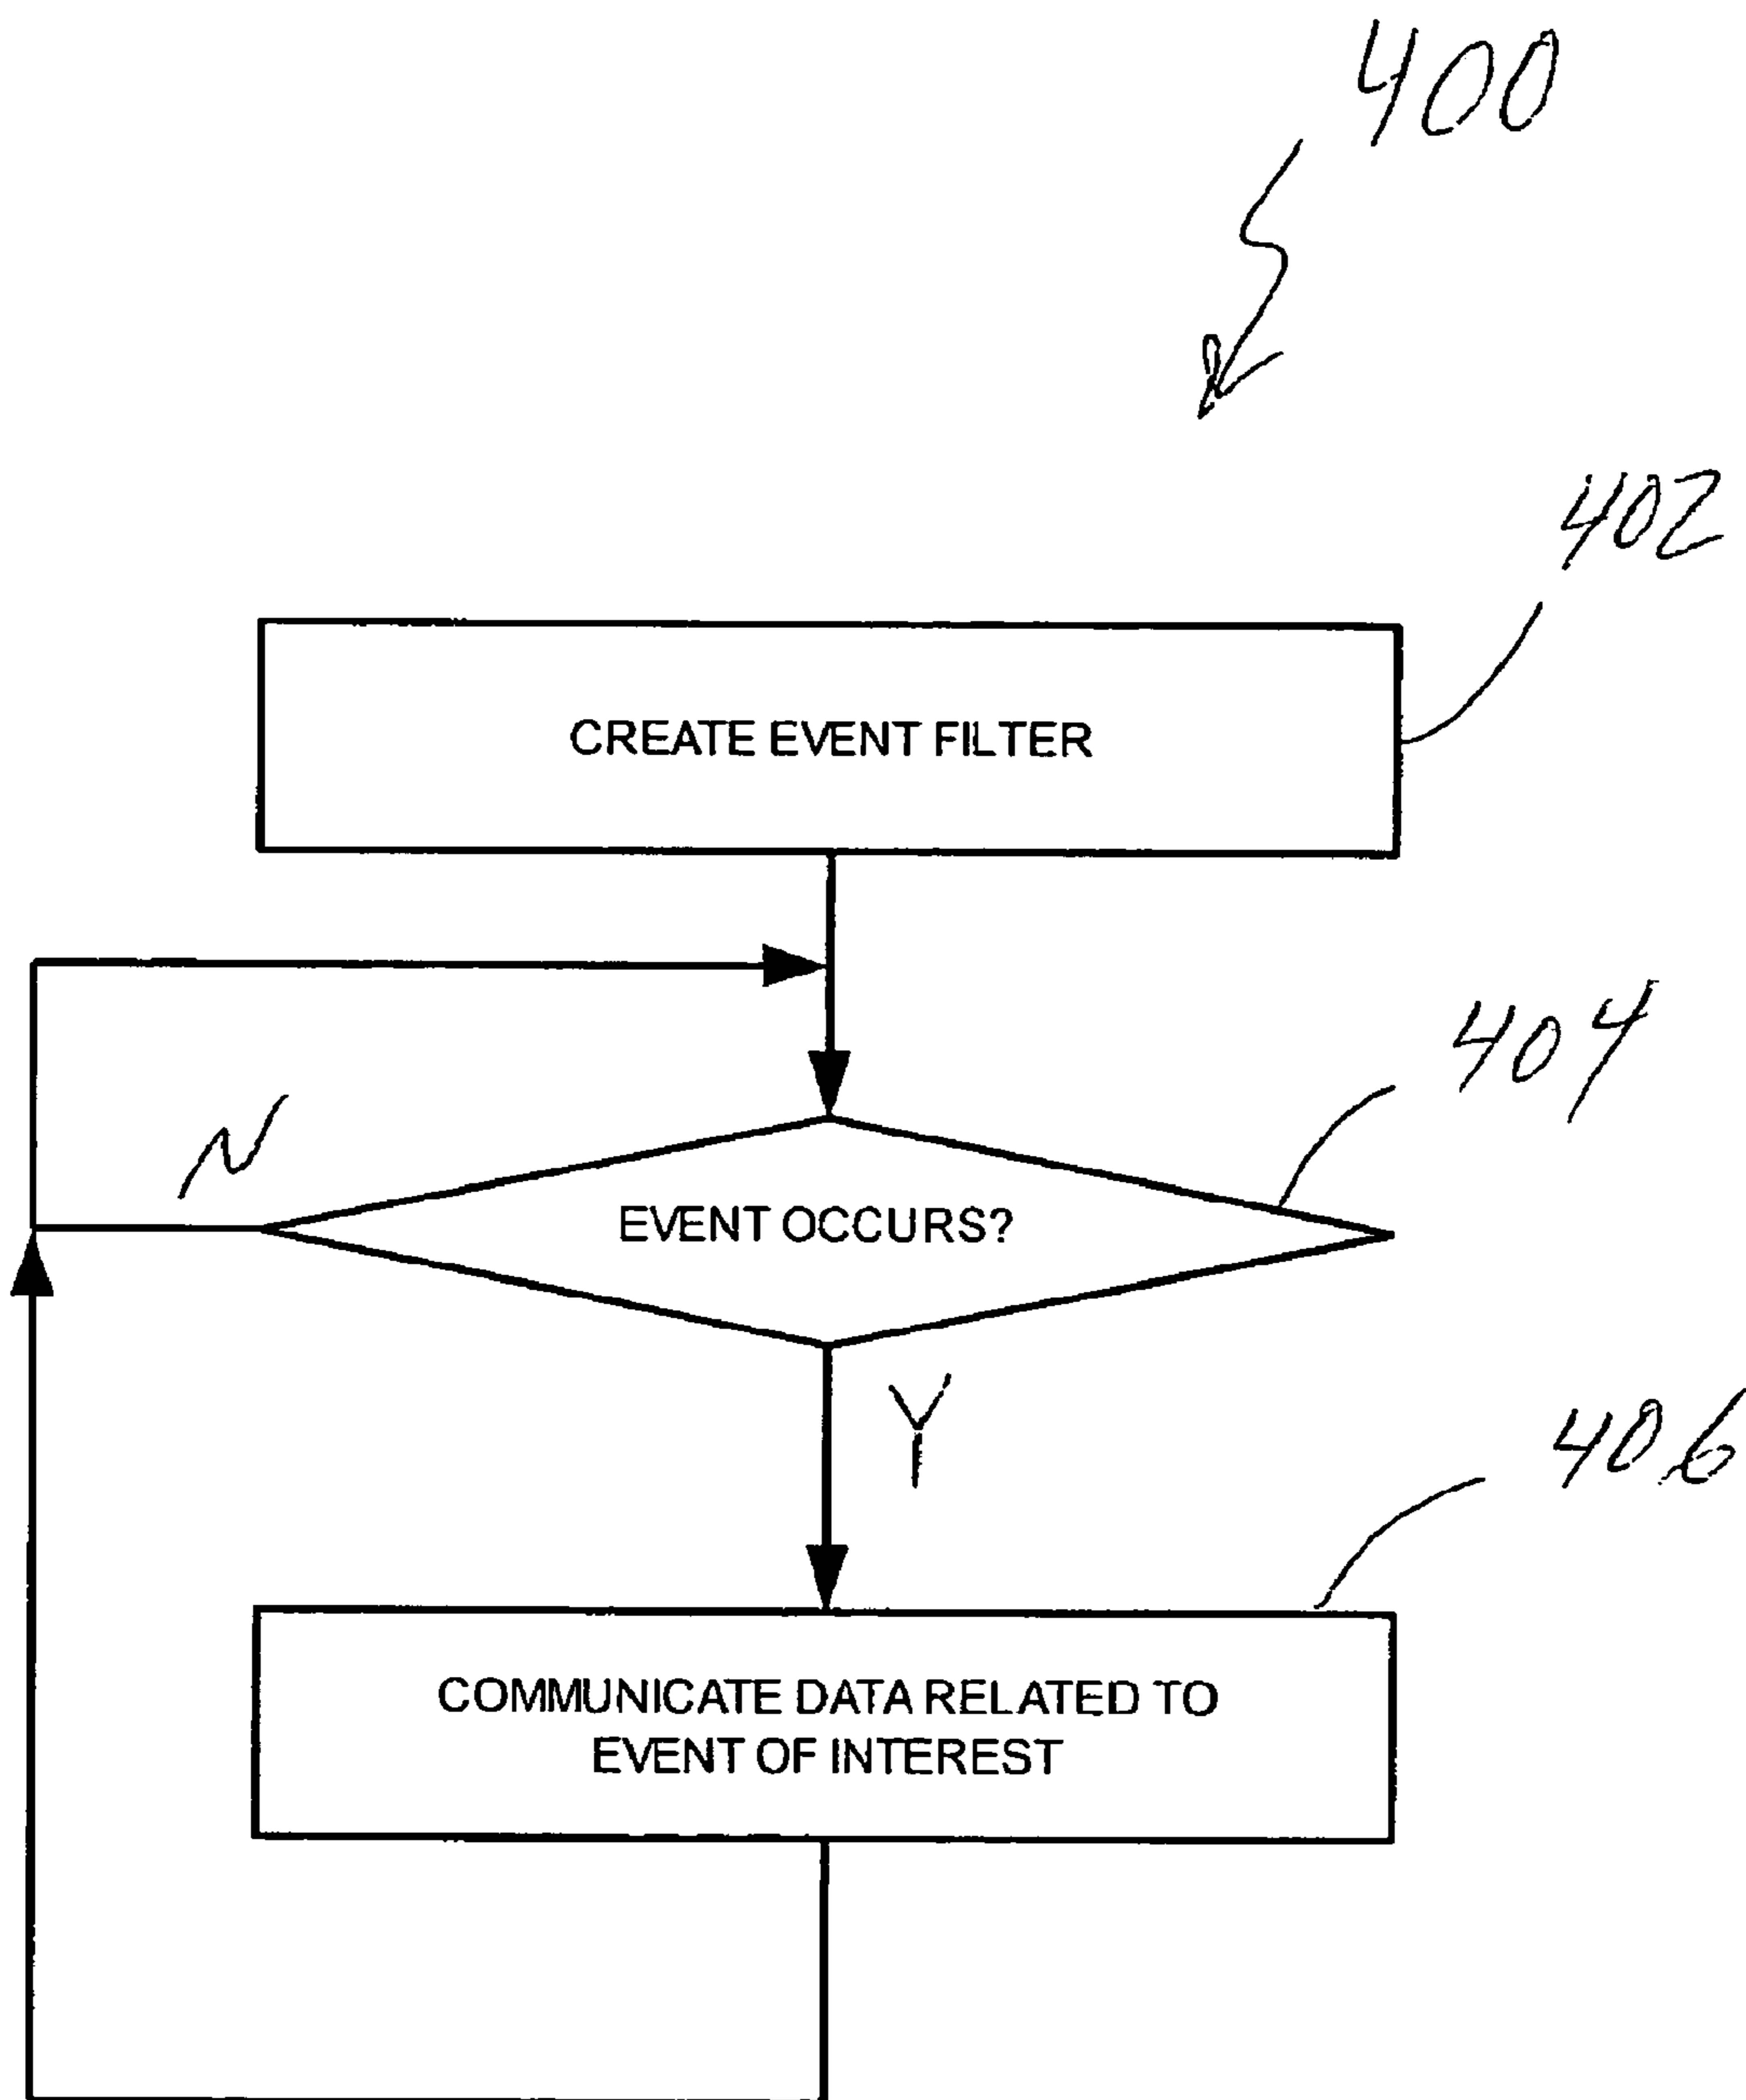 400
402
CREATE EVENT FILTER
404
N
EVENT OCCURS?
Y
406
COMMUNICATE DATA RELATED TO
EVENT OF INTEREST